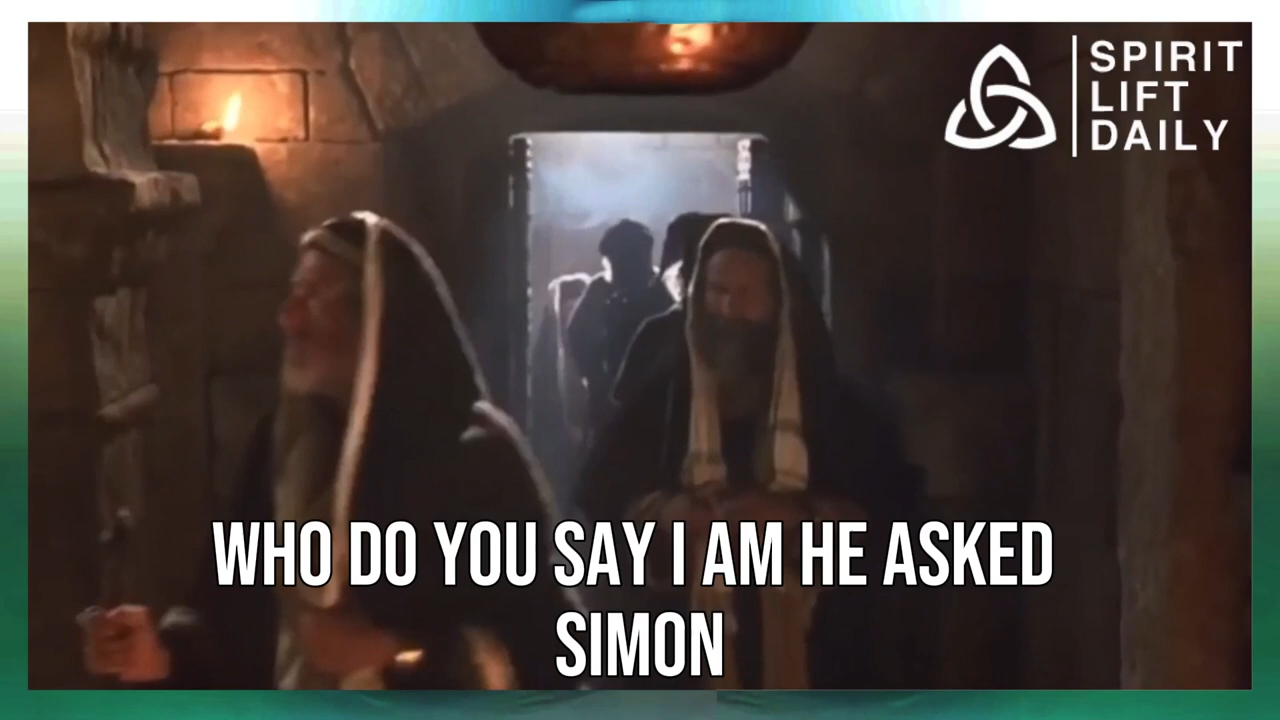 SPIRIT
LIFT
DAILY
WHO DO YOU SAY I AM HE ASKED
SIMON